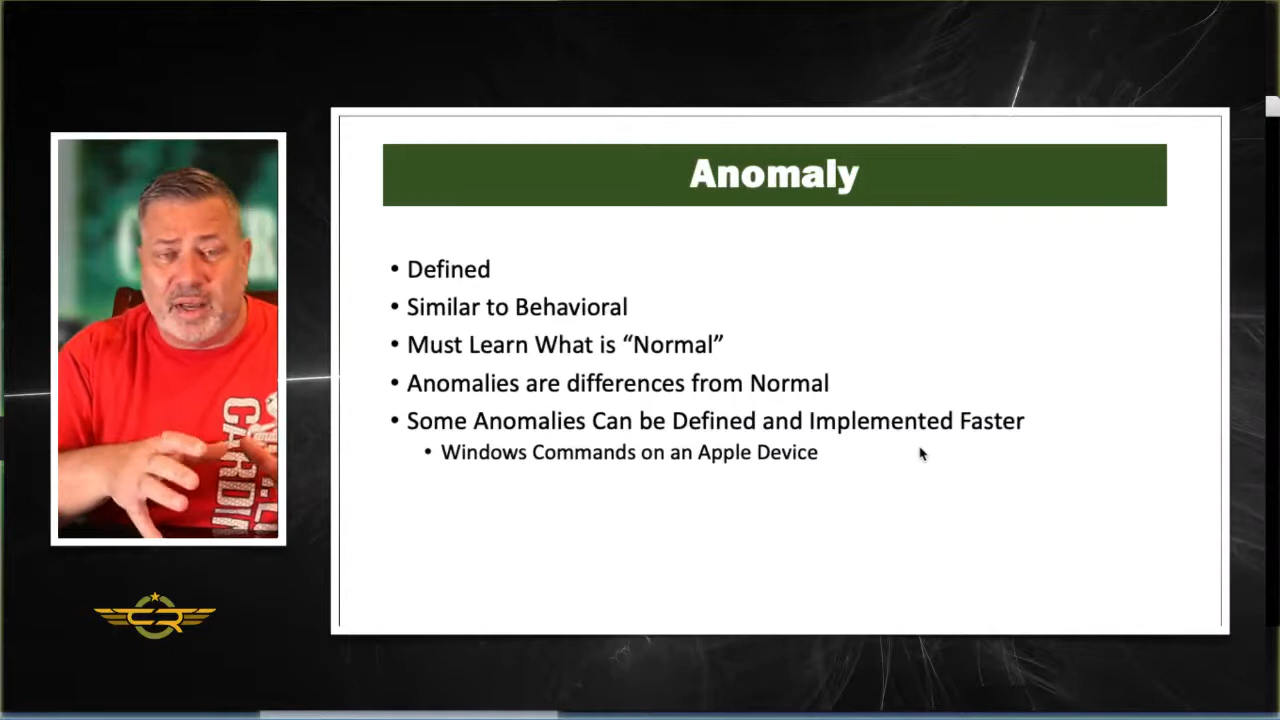 Anomaly
• Defined
• Similar to Behavioral
• Must Learn What is “Normal”
• Anomalies are differences from Normal
• Some Anomalies Can be Defined and Implemented Faster
• Windows Commands on an Apple Device
CR